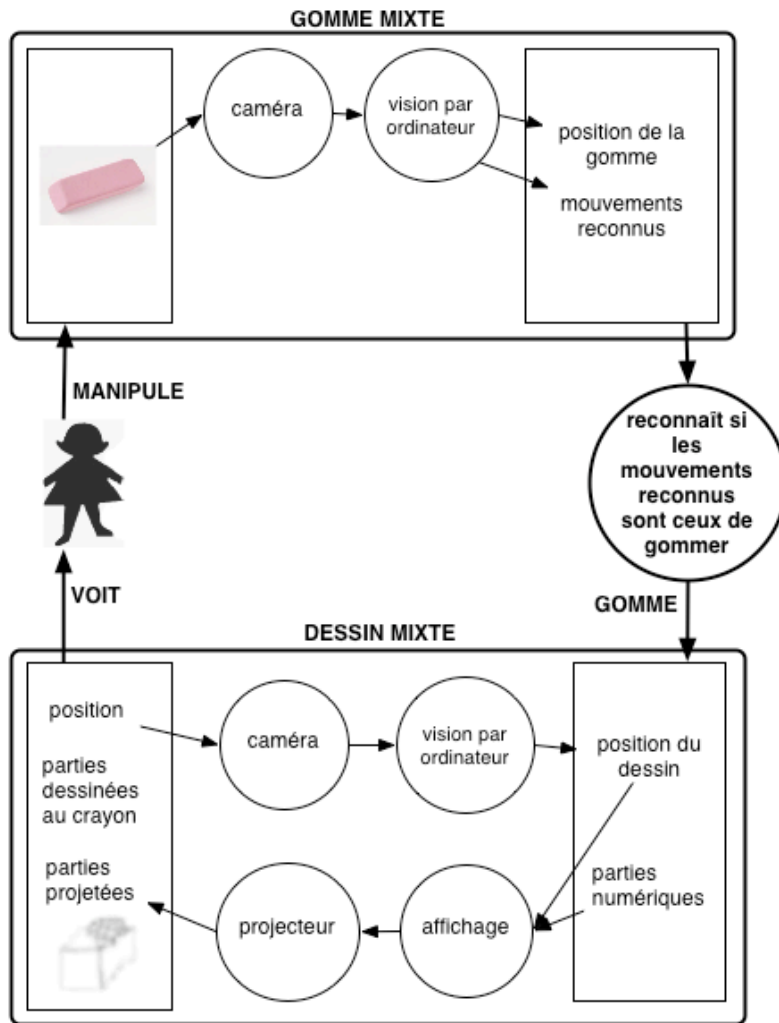 GOMME MIXTE
caméra
vision par
ordinateur
position de la
gomme
mouvements
reconnus
MANIPULE
reconnaît si
les
mouvements
reconnus
sont ceux de
gommer
VOIT
GOMME
DESSIN MIXTE
position
caméra
vision par
ordinateur
position du
dessin
parties
dessinées
au crayon
parties
projetées
projecteur
affichage
parties
numériques